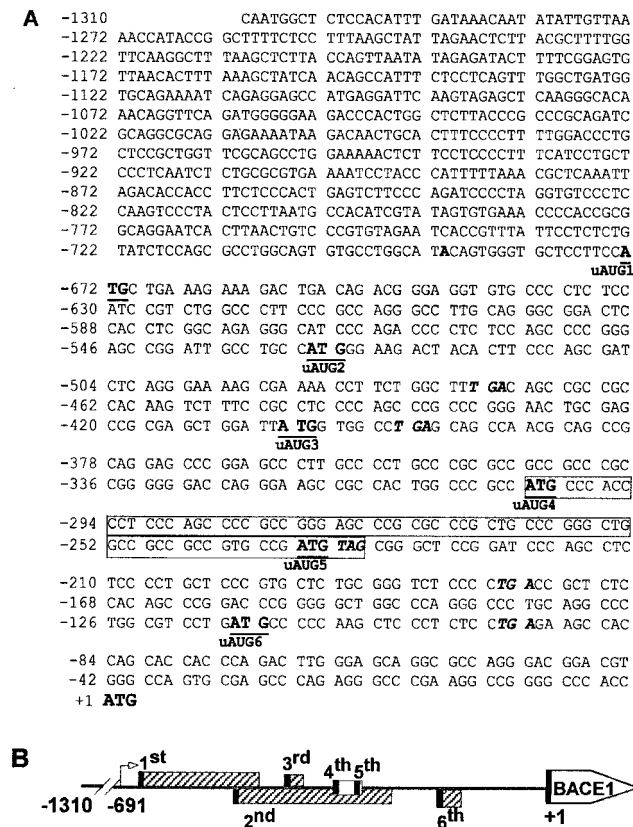 A
-1310 CAATGGCT CTCCACATTT GATAAACAAT ATATTGTTAA
-1272 AACCATACCG GCTTTTCTCC TTTAAGCTAT TAGAACTCTT ACGCTTTTGG
-1222 TTCAAGGCTT TTAAGCTCTTA CCAGTTAATA TAGAGATACT TTTCGGAGTG
-1172 TTAACACTTT AAAGCTATCA ACAGCCATTT CTCCTCAGTT TGGCTGATGG
-1122 TGCAGAAAAT CAGAGGAGCC ATGAGGATTC AAGTAGAGCT CAAGGGCACA
-1072 AACAGGTTCA GATGGGGGAA GACCCACTGG CTCTTACCCG CCCGCAGATC
-1022 GCAGGCGCAG GAGAAAATAA GACAACTGCA CTTTCCCCTT TTGGACCCTG
-972 CTCCGCTGGT TCGCAGCCTG GAAAAACTCT TCCTCCCCTT TCATCCTGCT
-922 CCCTCAATCT CTGCGCGTGA AAATCCTACC CATTTTTAAA CGCTCAAATT
-872 AGACACCACC TTCTCCCACT GAGTCTTCCC AGATCCCCTA GGTGTCCCTC
-822 CAAGTCCCTA CTCCTTAATG CCACATCGTA TAGTGTGAAA CCCCACCGCG
-772 GCAGGAATCG ACTTAACTGT CCCGTGTAGA ATCACCGTTT ATTCCTCTCTG
-722 TATCTCCAGC GCCTGGCAGT GTGCCTGGCA TACAGTGGGT GCTCCTTCCA
uAUG1
-672 TGC TGA AAG AAA GAC TGA CAG ACG GGA GGT GTG CCC CTC TCC
-630 ATC CGT CTG GCC CTT CCC GCC AGG GCC TTG CAG GGC GGA CTC
-588 CAC CTC GGC AGA GGG CAT CCC AGA CCC CTC TCC AGC CCC GGG
-546 AGC CGG ATT GCC TGC CAT GGG AAG ACT ACA CTT CCC AGC GAT
uAUG2
-504 CTC AGG GAA AAG CGA AAA CCT TCT GGC TTT GAC AGC CGC CGC
-462 CAC AAG TCT TTC CGC CTC CCC AGC CCG CCC GGG AAC TGC GAG
-420 CCG CGA GCT GGA TTA TGG TGG CCT GAG CAG CCA ACG CAG CCG
uAUG3
-378 CAG GAG CCC GGA GCC CTT GCC CCT GCC CGC GCC GCC GCC CGC
-336 GGG GGG GAC CAG GGA AGC CGC CAC TGG CCC GCC ATG CCC ACC
uAUG4
-294 CCT CCC AGC CCC GCC GGG AGC CCG CGC CCG CTG CCC GGG CTG
-252 GCC GCC GCC GTG CCG ATG TAG CGG GCT CCG GAT CCC AGC CTC
uAUG5
-210 TCC CCT GCT CCC GTG CTC TGC GGG TCT CCC CTG ACC GCT CTC
-168 CAC AGC CCG GAC CCG GGG GCT GGC CCA GGG CCC TGC AGG CCC
-126 TGG CGT CCT GAT GCC CCC AAG CTC CCT CTC CTG AGA AGC CAC
uAUG6
-84 CAG CAC CAC CCA GAC TTG GGA GCA GGC GCC AGG GAC GGA CGT
-42 GGG CCA GTG CGA GCC CAG AGG GCC CGA AGG CCG GGG CCC ACC
+1 ATG
B
-1310 -691 1st 2nd 3rd 4th 5th 6th BACE1 +1